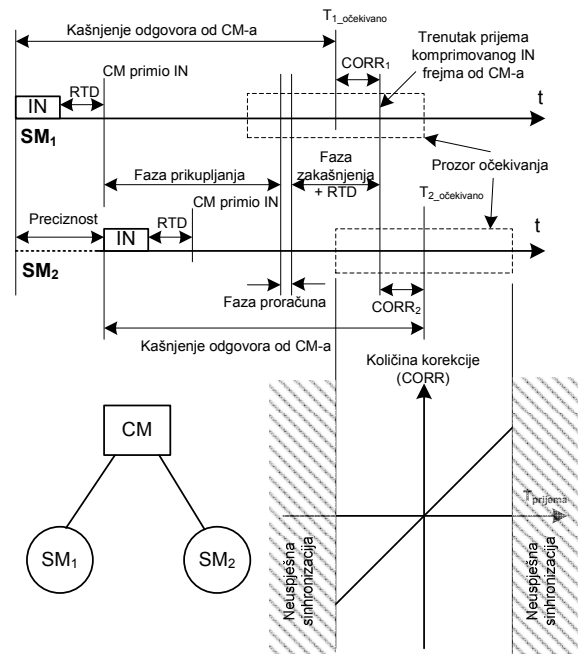 Kašnjenje odgovora od CM-a
T1_očekivano
Trenutak prijema
komprimovanog IN
frejma od CM-a
CORR1
CM primio IN
RTD
IN
t
SM1
Faza prikupljanja
Faza
zakašnjenja
+ RTD
Prozor očekivanja
T2_očekivano
CM primio IN
Preciznost
RTD
IN
t
SM2
Faza proračuna
CORR2
Kašnjenje odgovora od CM-a
Količina korekcije
(CORR)
CM
SM1
SM2
Neuspješna
sinhronizacija
Tprijema
Neuspješna
sinhronizacija